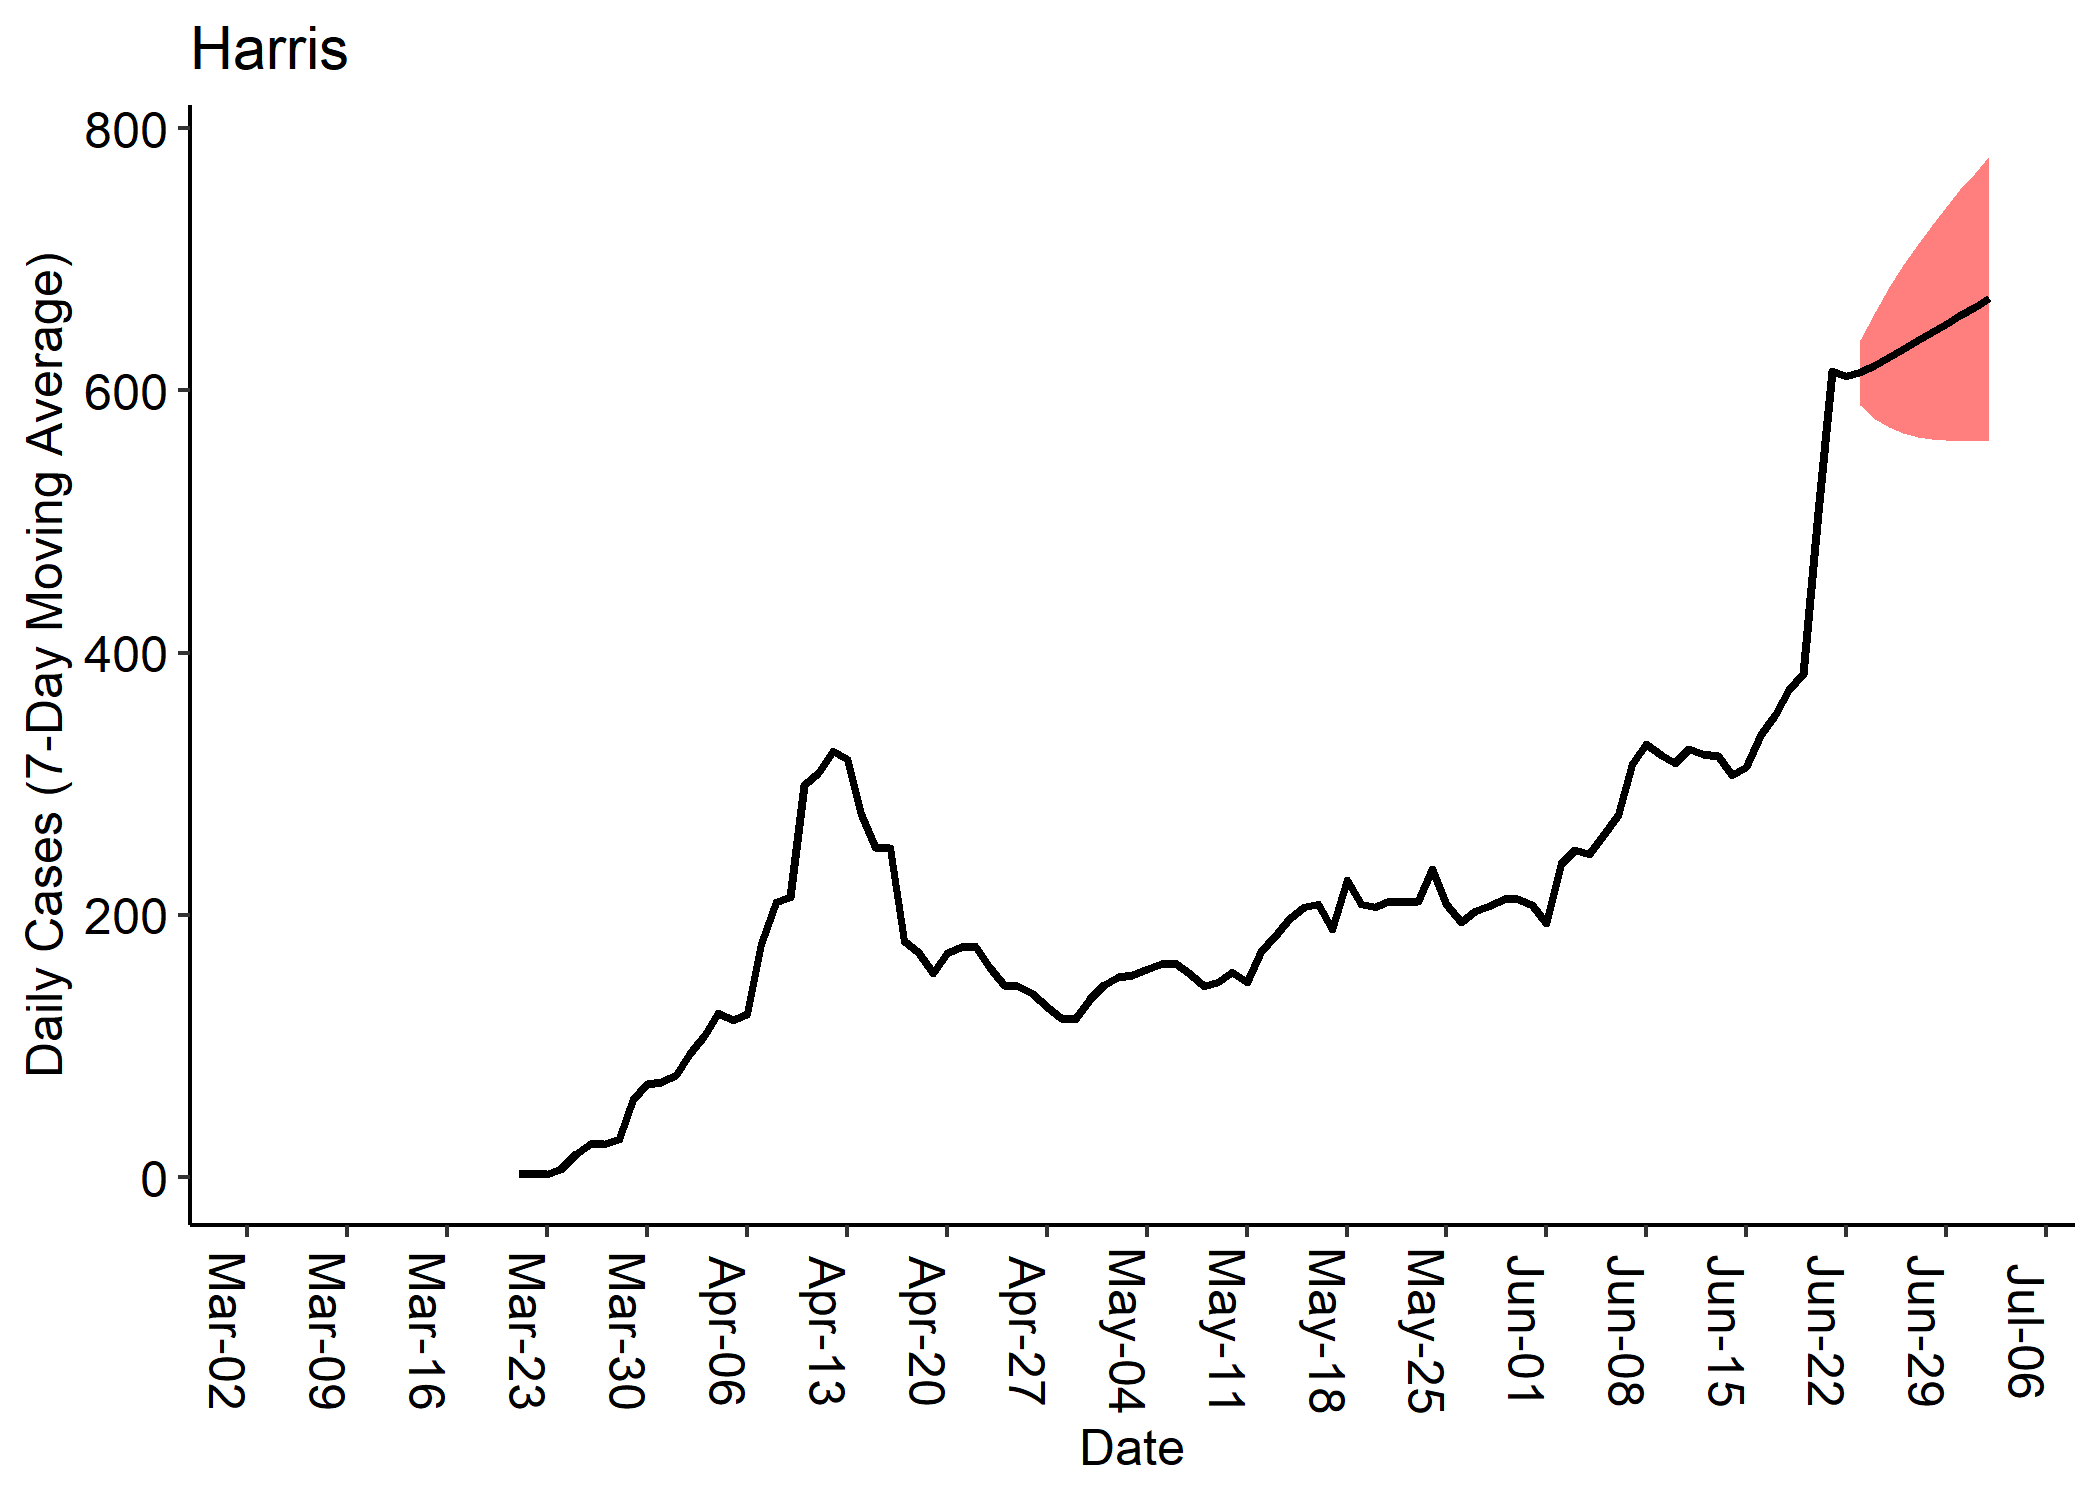 Harris
Daily Cases (7-Day Moving Average)
800
600
400
200
0
Mar-02
Mar-09
Mar-16
Mar-23
Mar-30
Apr-06
Apr-13
Apr-20
Apr-27
May-04
May-11
May-18
May-25
Jun-01
Jun-08
Jun-15
Jun-22
Jun-29
Jul-06
Date